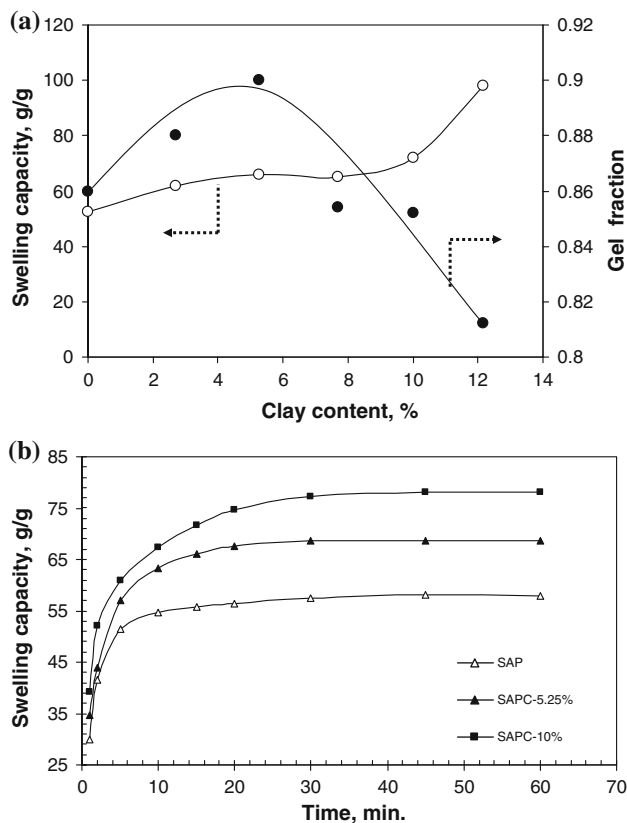 (a)
120
100
80
60
40
20
0
Swelling capacity, g/g
0.92
0.9
0.88
0.86
0.84
0.82
0.8
Gel fraction
0 2 4 6 8 10 12 14
Clay content, %
(b)
85
75
65
55
45
35
25
Swelling capacity, g/g
SAP
SAPC-5.25%
SAPC-10%
0 10 20 30 40 50 60 70
Time, min.